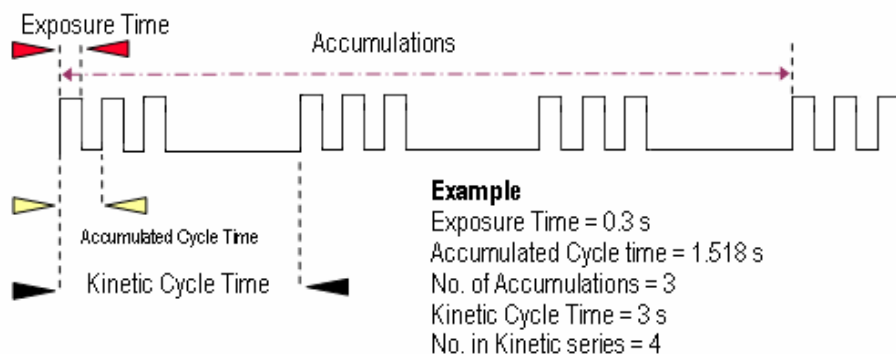 Exposure Time
Accumulations
Accumulated Cycle Time
Kinetic Cycle Time
Example
Exposure Time = 0.3 s
Accumulated Cycle time = 1.518 s
No. of Accumulations = 3
Kinetic Cycle Time = 3 s
No. in Kinetic series = 4